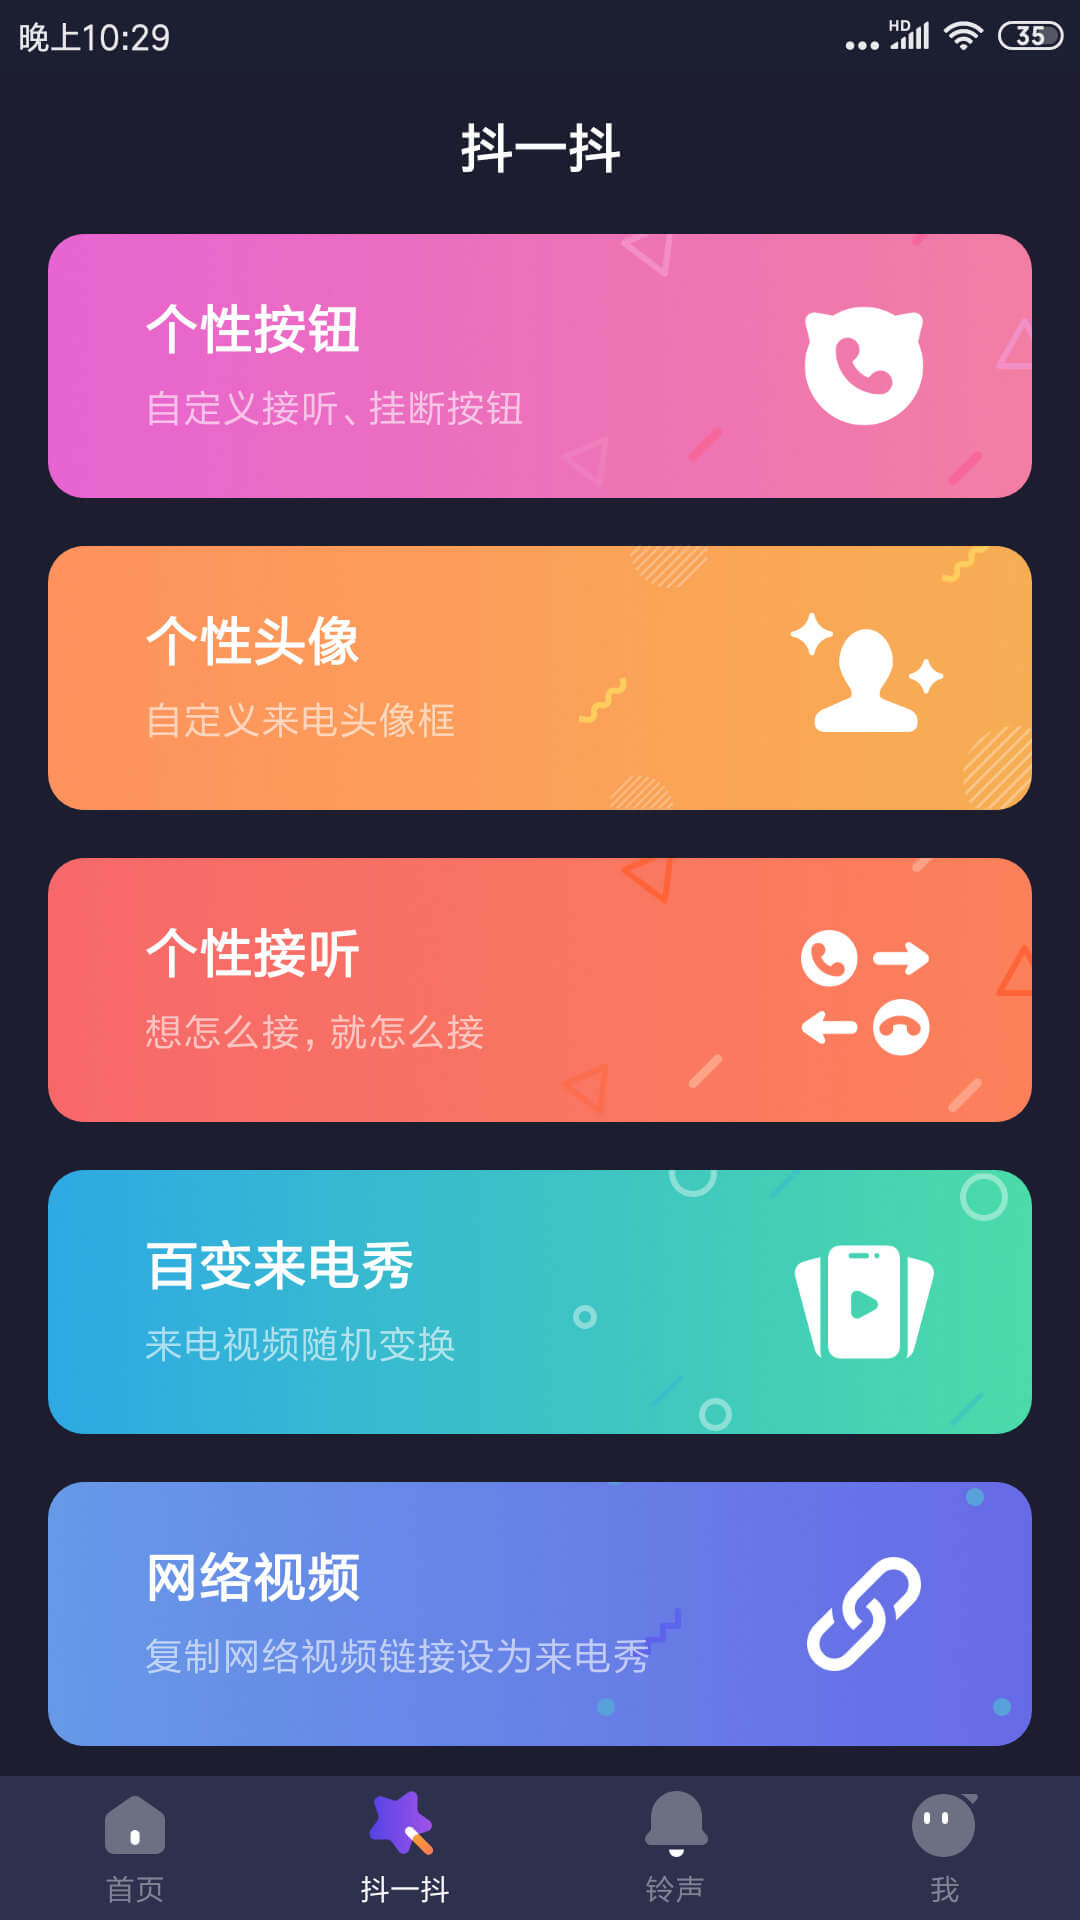 晚上10:29
HD
35
抖一抖
个性按钮
自定义接听、挂断按钮
个性头像
自定义来电头像框
个性接听
想怎么接，就怎么接
百变来电秀
来电视频随机变换
网络视频
复制网络视频链接设为来电秀
首页
抖一抖
铃声
我